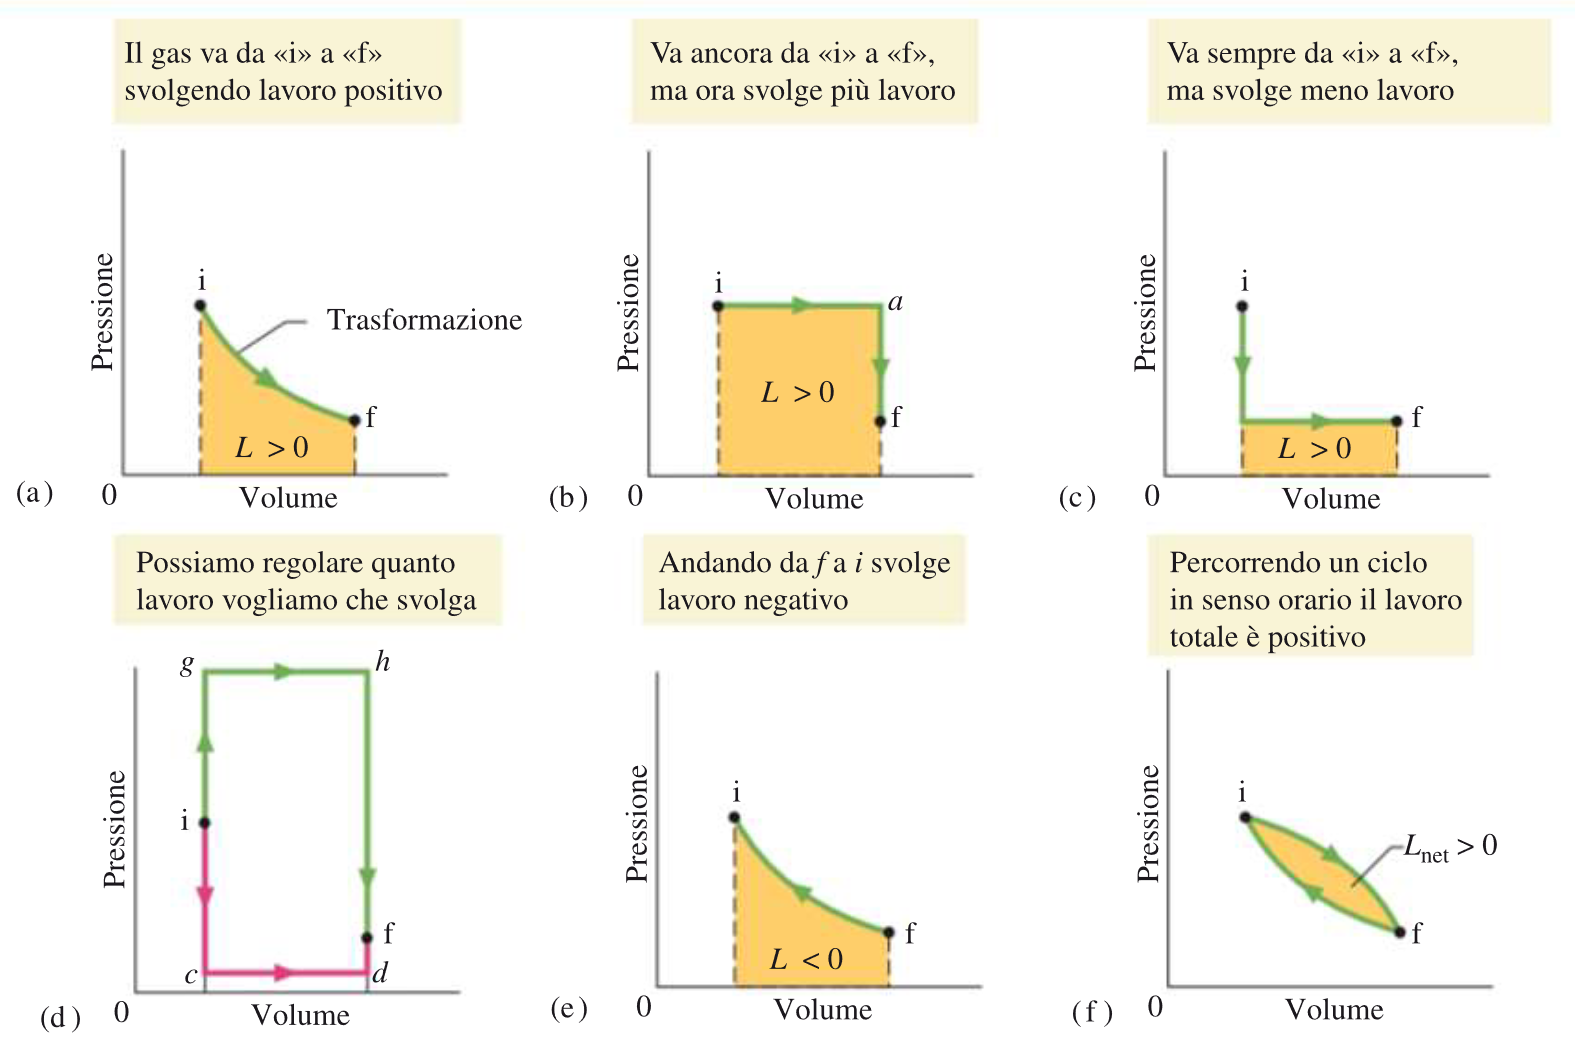 Il gas va da «i» a «f»
svolgendo lavoro positivo
Va ancora da «i» a «f»,
ma ora svolge più lavoro
Va sempre da «i» a «f»,
ma svolge meno lavoro
Pressione
i
Trasformazione
f
L > 0
(a)
0
Volume
Pressione
i
a
L > 0
f
(b)
0
Volume
Pressione
i
f
L > 0
(c)
0
Volume
Possiamo regolare quanto
lavoro vogliamo che svolga
Andando da f a i svolge
lavoro negativo
Percorrendo un ciclo
in senso orario il lavoro
totale è positivo
Pressione
g
h
i
f
c
d
(d)
0
Volume
Pressione
i
f
L < 0
(e)
0
Volume
Pressione
i
Lnet > 0
f
(f)
0
Volume